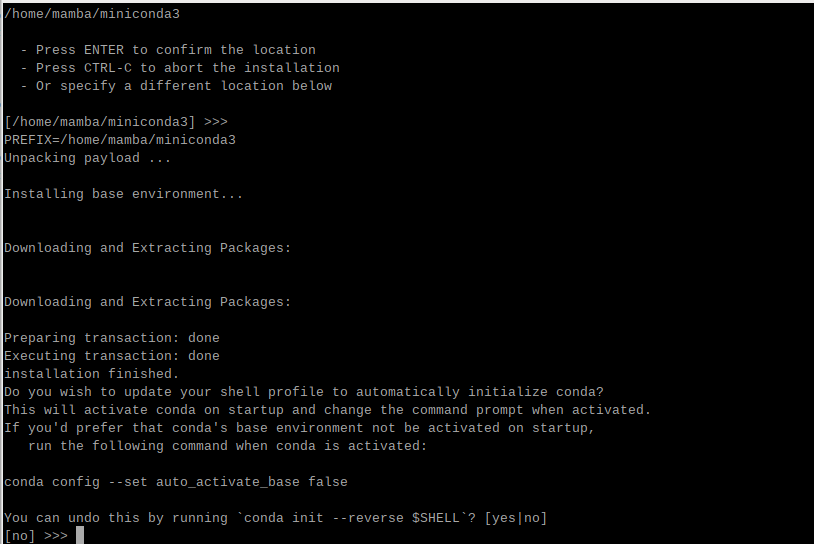 /home/mamba/miniconda3
- Press ENTER to confirm the location
- Press CTRL-C to abort the installation
- Or specify a different location below
[/home/mamba/miniconda3] >>>
PREFIX=/home/mamba/miniconda3
Unpacking payload ...
Installing base environment...
Downloading and Extracting Packages:
Downloading and Extracting Packages:
Preparing transaction: done
Executing transaction: done
installation finished.
Do you wish to update your shell profile to automatically initialize conda?
This will activate conda on startup and change the command prompt when activated.
If you'd prefer that conda's base environment not be activated on startup,
run the following command when conda is activated:
conda config --set auto_activate_base false
You can undo this by running `conda init --reverse $SHELL`? [yes|no]
[no] >>>